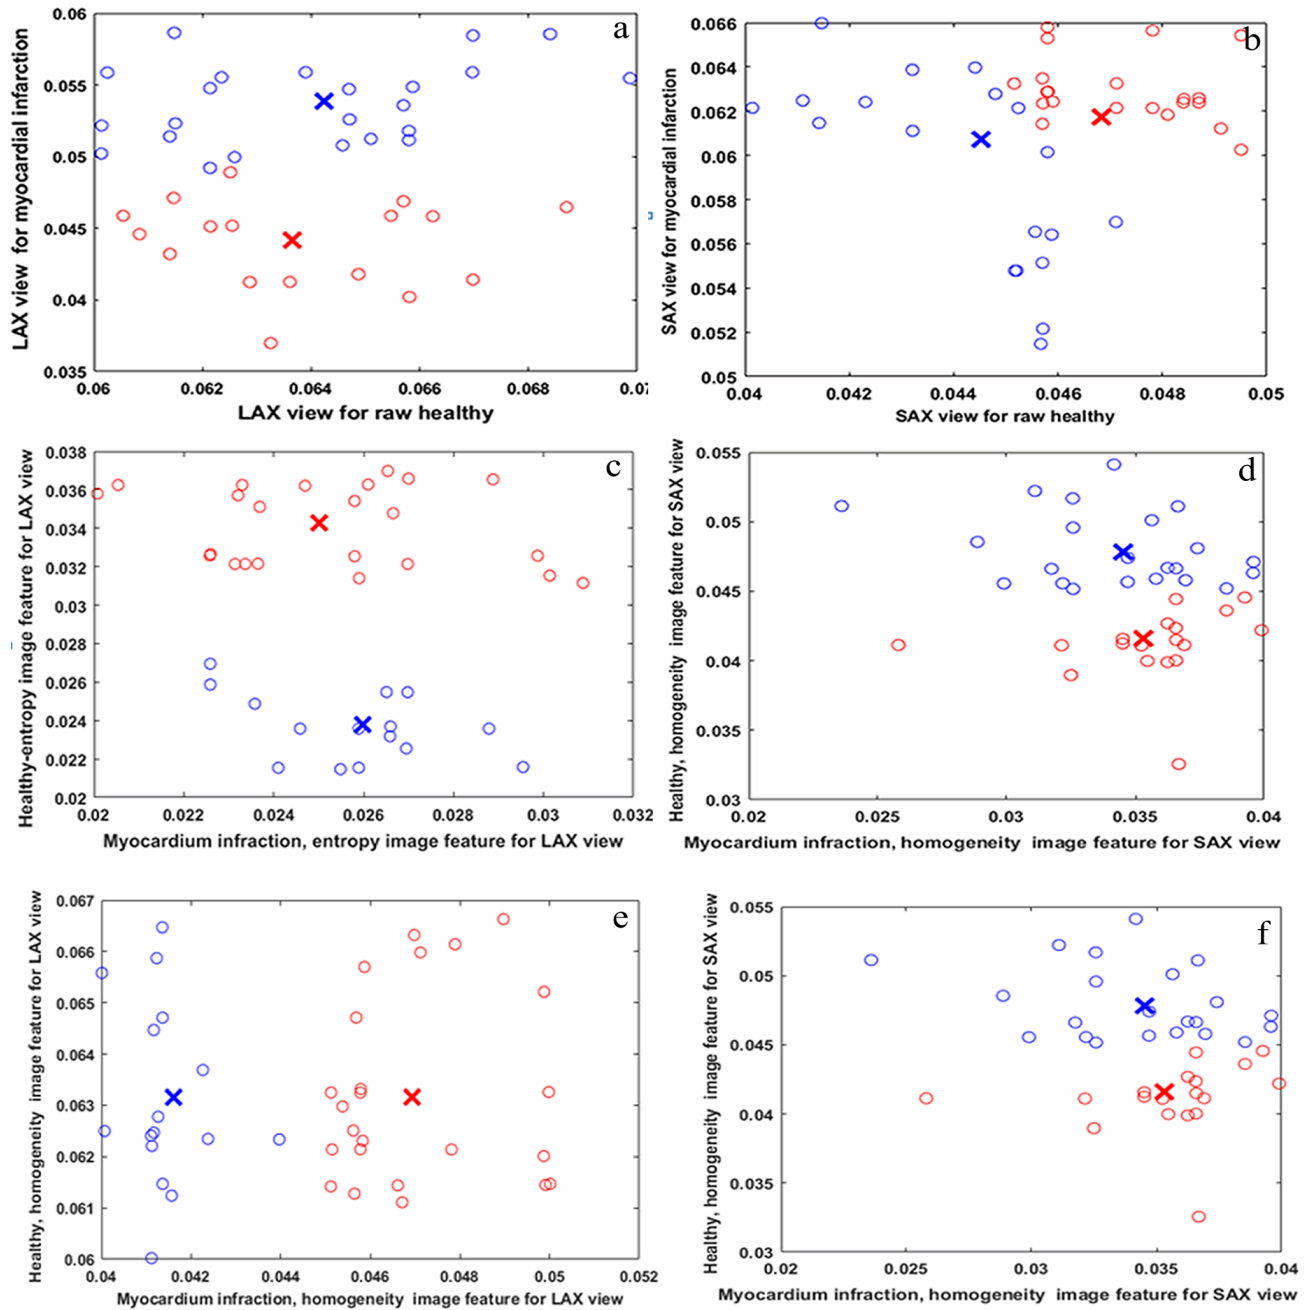 a
0.06
0.055
0.05
0.045
0.04
0.035
0.06 0.062 0.064 0.066 0.068 0.07
LAX view for myocardial infarction
LAX view for raw healthy
b
0.066
0.064
0.062
0.06
0.058
0.056
0.054
0.052
0.05
0.04 0.042 0.044 0.046 0.048 0.05
SAX view for myocardial infarction
SAX view for raw healthy
c
0.038
0.036
0.034
0.032
0.03
0.028
0.026
0.024
0.022
0.02
0.02 0.022 0.024 0.026 0.028 0.03 0.032
Healthy-entropy image feature for LAX view
Myocardium infraction, entropy image feature for LAX view
d
0.055
0.05
0.045
0.04
0.035
0.03
0.02 0.025 0.03 0.035 0.04
Healthy, homogeneity image feature for SAX view
Myocardium infraction, homogeneity image feature for SAX view
e
0.067
0.066
0.065
0.064
0.063
0.062
0.061
0.06
0.04 0.042 0.044 0.046 0.048 0.05 0.052
Healthy, homogeneity image feature for LAX view
Myocardium infraction, homogeneity image feature for LAX view
f
0.055
0.05
0.045
0.04
0.035
0.03
0.02 0.025 0.03 0.035 0.04
Healthy, homogeneity image feature for SAX view
Myocardium infraction, homogeneity image feature for SAX view